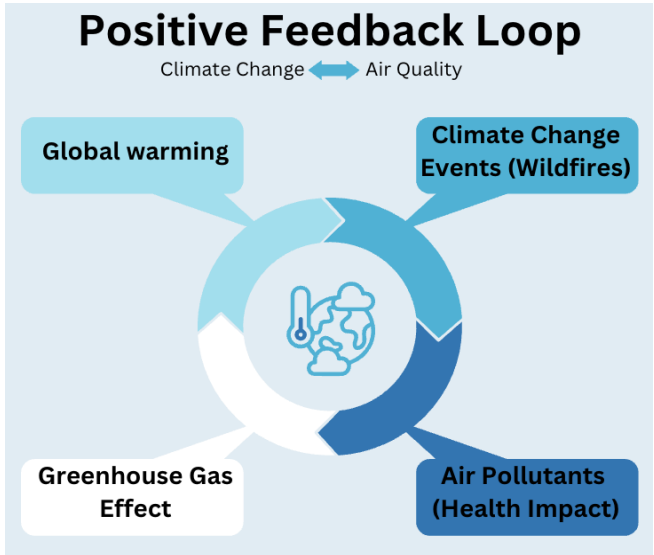 Positive Feedback Loop
Climate Change Air Quality
Global warming
Climate Change
Events (Wildfires)
Greenhouse Gas
Effect
Air Pollutants
(Health Impact)